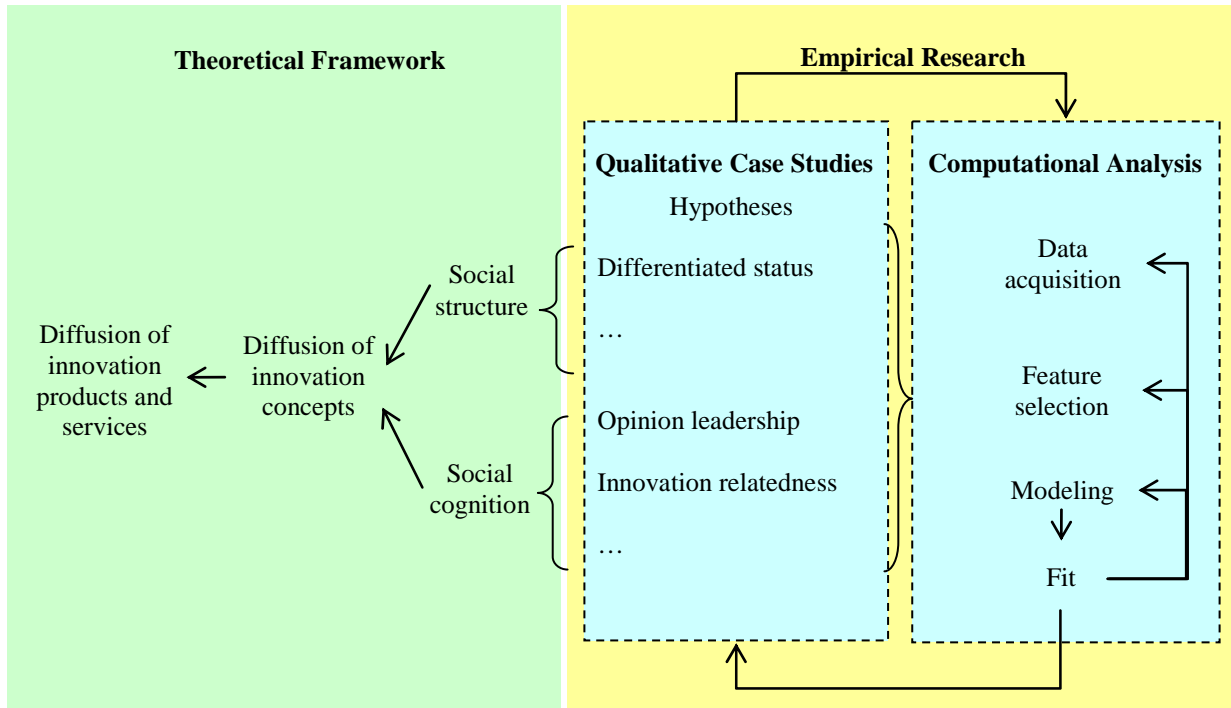 Theoretical Framework
Diffusion of
innovation
products and
services
Diffusion of
innovation
concepts
Social
structure
Social
cognition
Empirical Research
Qualitative Case Studies
Hypotheses
Differentiated status
…
Opinion leadership
Innovation relatedness
…
Computational Analysis
Data
acquisition
Feature
selection
Modeling
Fit